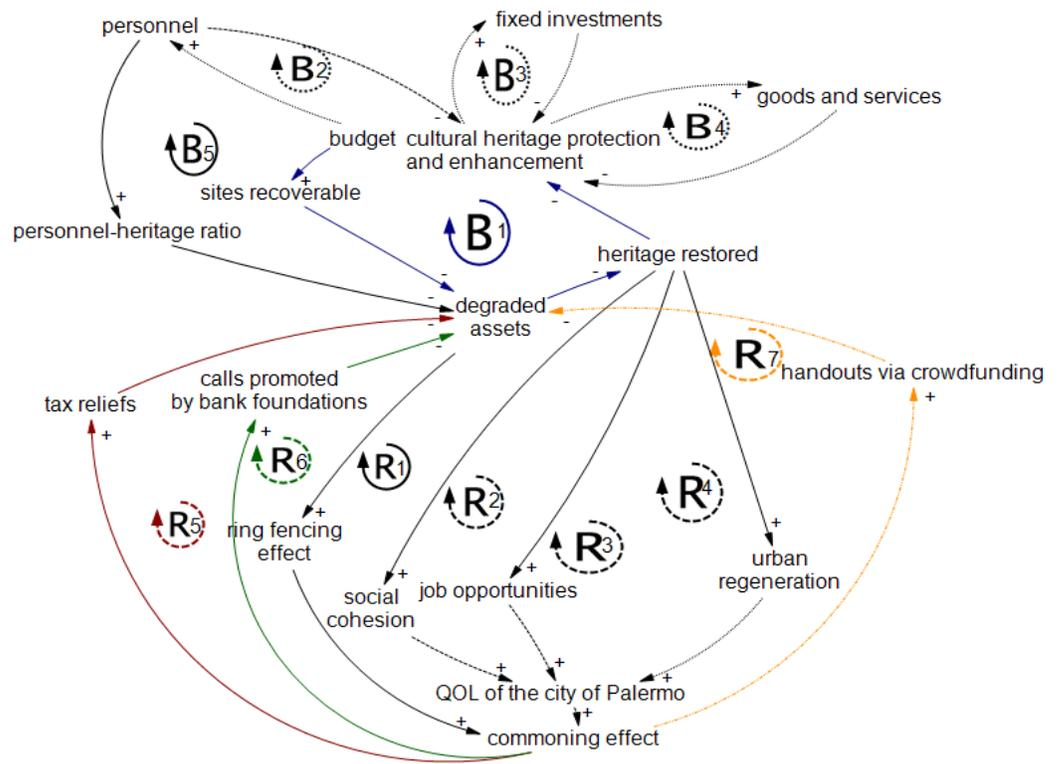 fixed investments
personnel
+
+
B2
B3
+
goods and services
-
-
B4
budget cultural heritage protection
and enhancement
B5
-
+
sites recoverable
+
-
B1
personnel-heritage ratio
heritage restored
-
-
-
degraded
assets
-
-
-
R7
calls promoted
by bank foundations
handouts via crowdfunding
tax reliefs
+
+
+
R6
R1
R2
R4
R5
+
ring fencing
effect
+
R3
urban
regeneration
+
+
social
cohesion
job opportunities
+
+
+
QOL of the city of Palermo
+
+
commoning effect